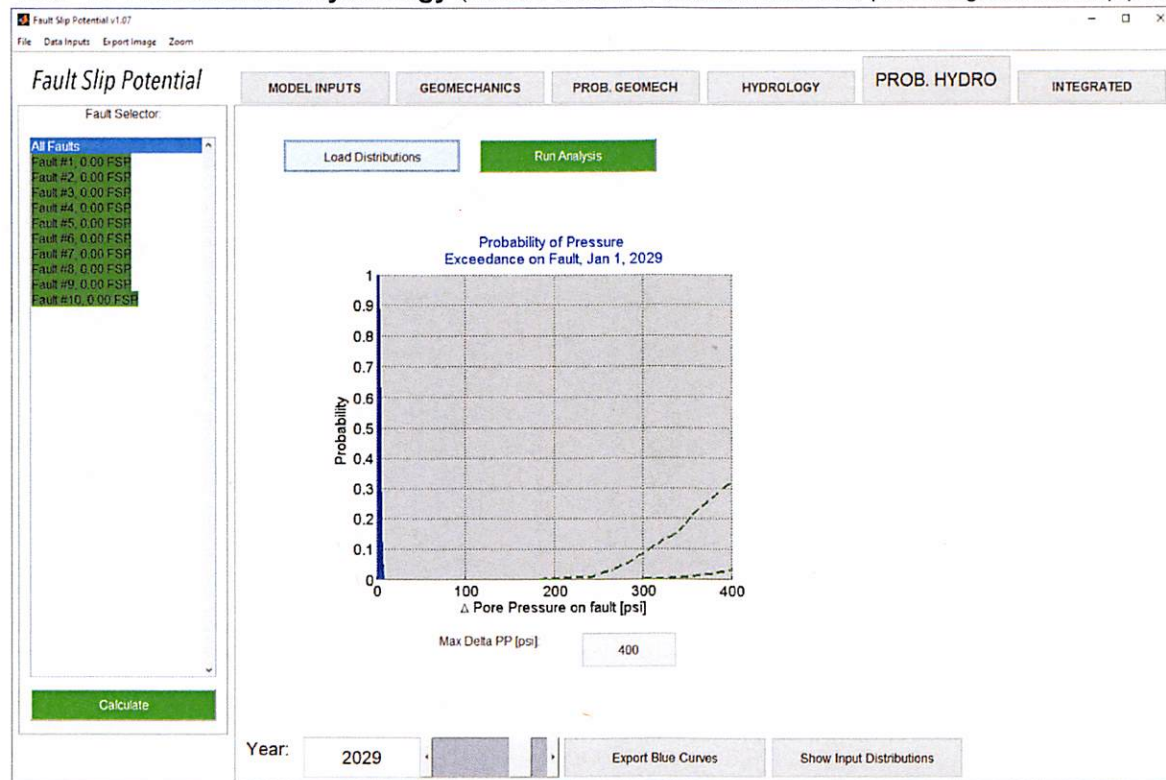 Fault Slip Potential v1.07
File Data Inputs Export Image Zoom
Fault Slip Potential
MODEL INPUTS GEOMECHANICS PROB. GEOMECH HYDROLOGY PROB. HYDRO INTEGRATED
Fault Selector:
All Faults
Fault #1, 0.00 FSP
Fault #2, 0.00 FSP
Fault #3, 0.00 FSP
Fault #4, 0.00 FSP
Fault #5, 0.00 FSP
Fault #6, 0.00 FSP
Fault #7, 0.00 FSP
Fault #8, 0.00 FSP
Fault #9, 0.00 FSP
Fault #10, 0.00 FSP
Load Distributions Run Analysis
Probability of Pressure
Exceedance on Fault, Jan 1, 2029
1
0.9
0.8
0.7
0.6
0.5
0.4
0.3
0.2
0.1
0
Probability
0 100 200 300 400
Δ Pore Pressure on fault [psi]
Max Delta PP [psi] 400
Calculate
Year: 2029 Export Blue Curves Show Input Distributions